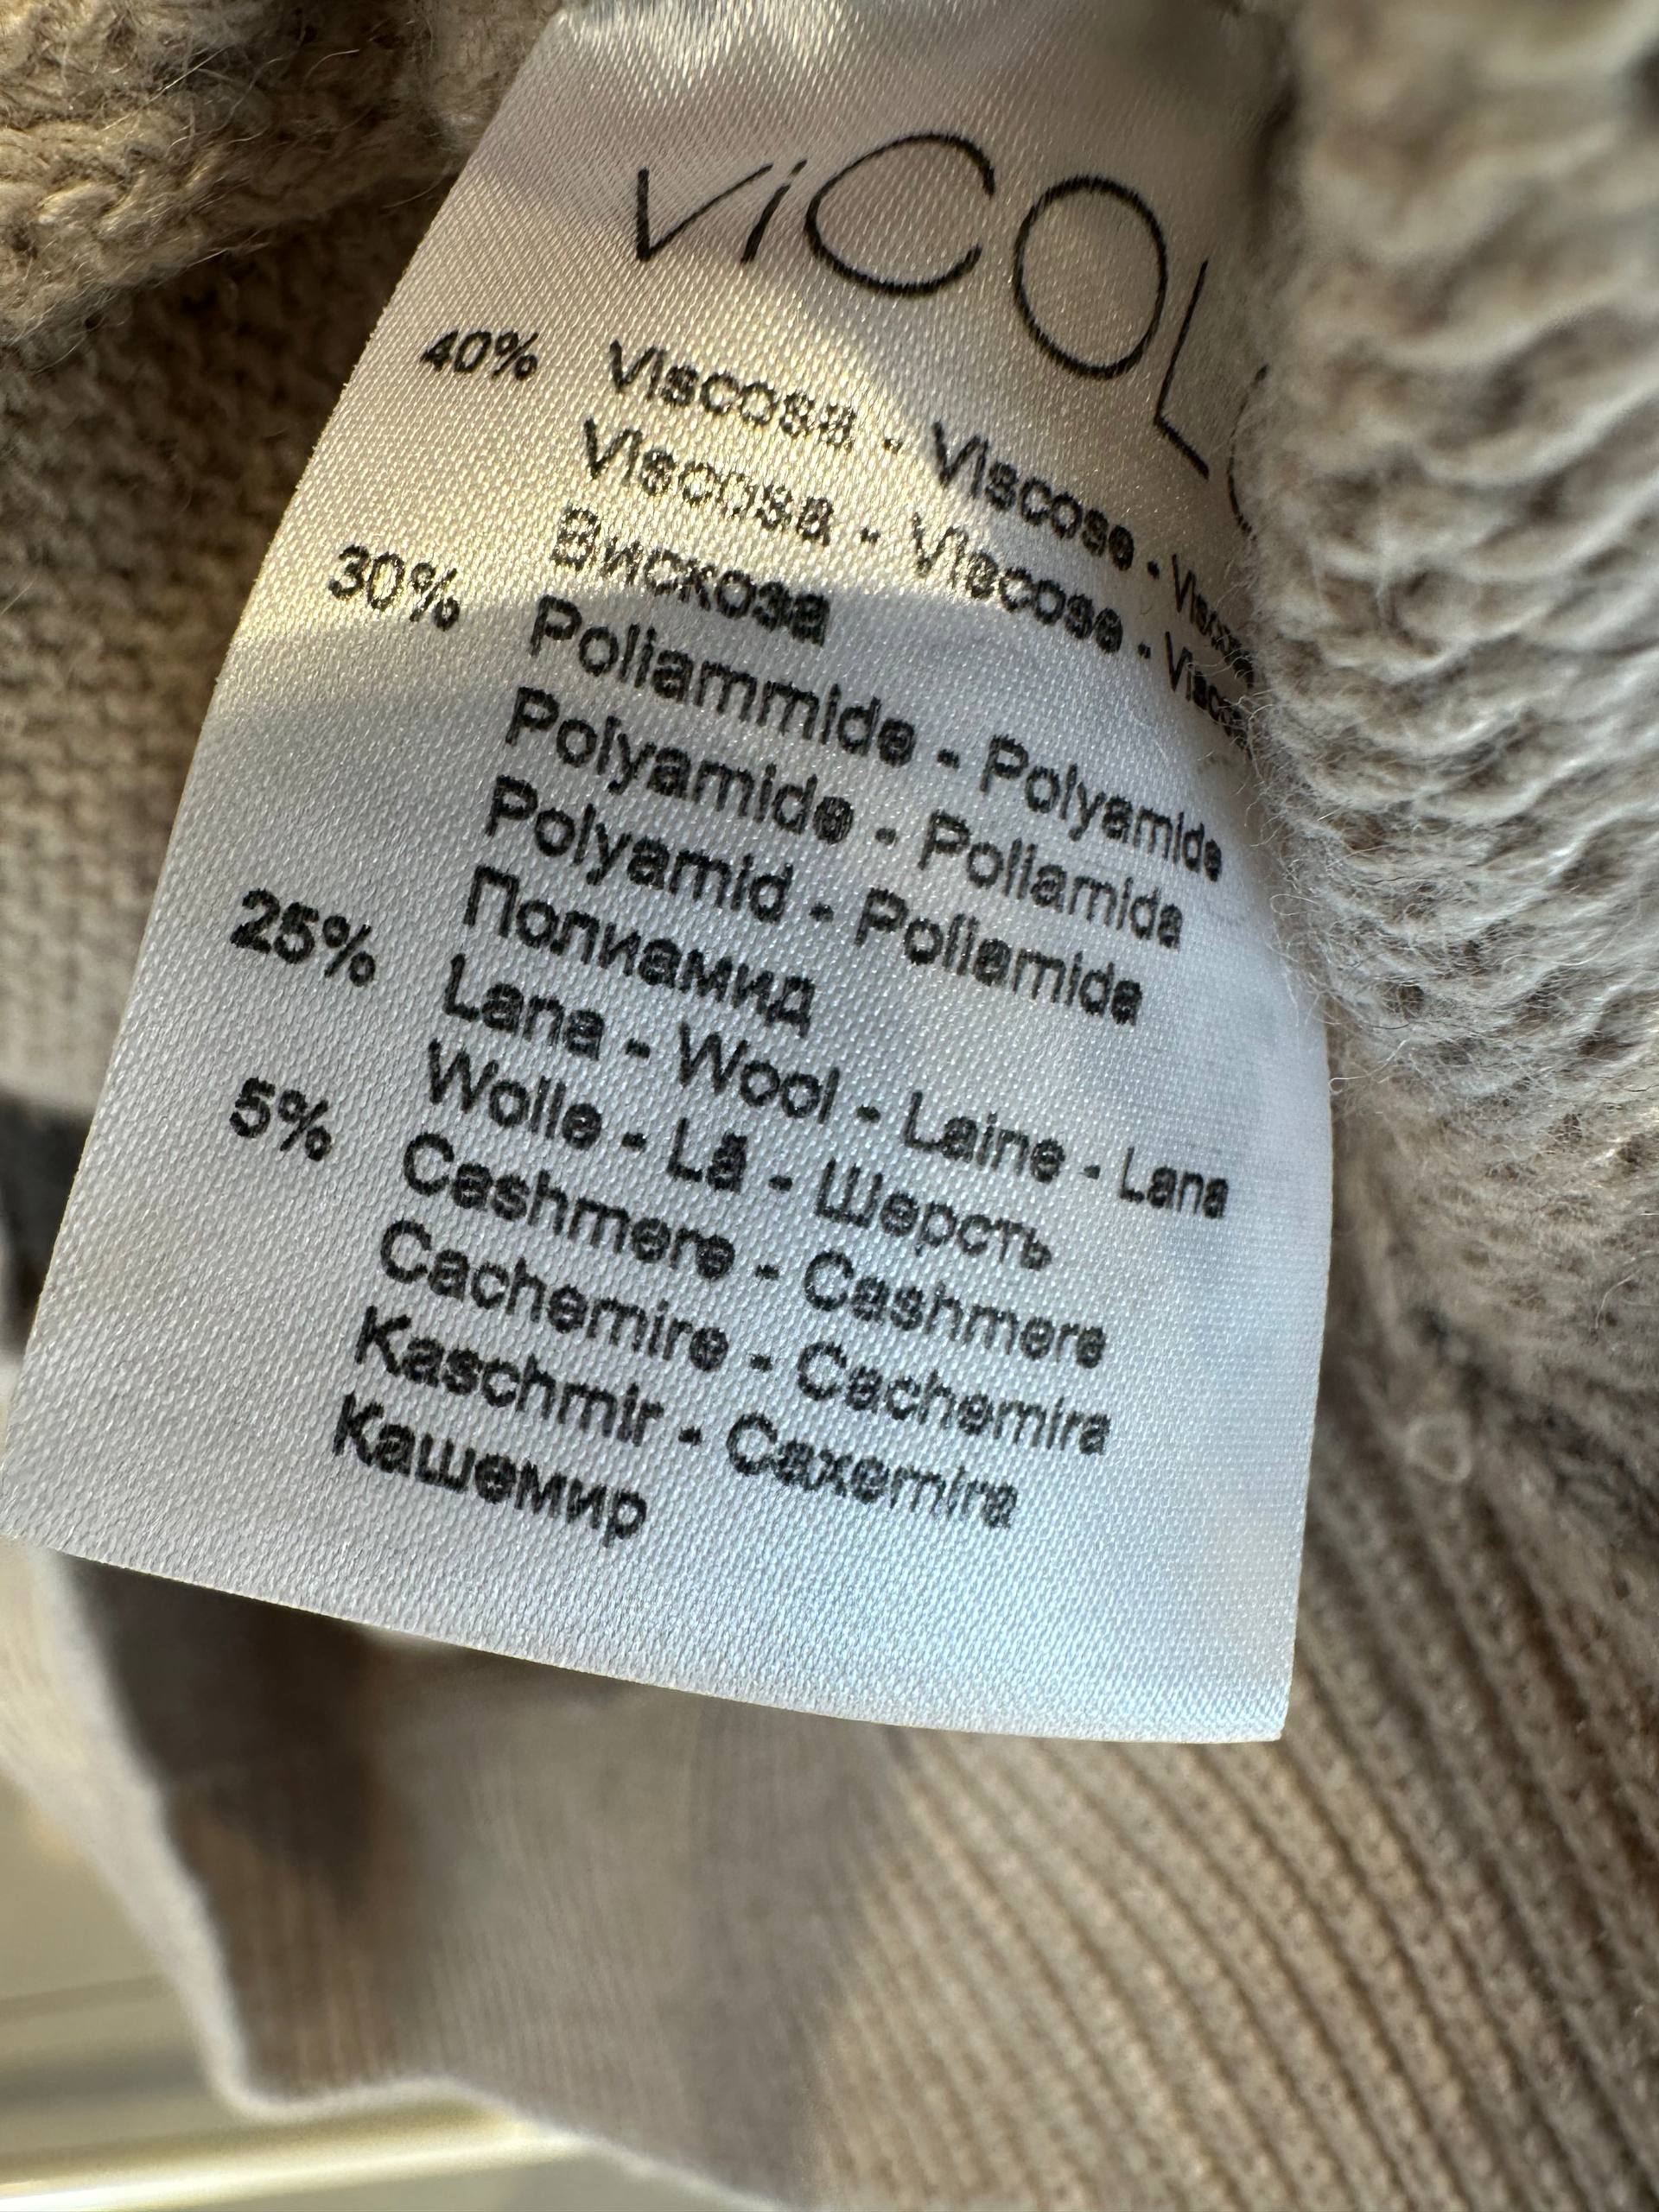 viCOL
40% Viscosa - Viscose -
Viscosa - Viscose -
Вискоза
30% Poliammide - Polyamide
Polyamide - Poliamida
Polyamid - Poliamide
Полиамид
25% Lana - Wool - Laine - Lana
Wolle - Lã - Шерсть
5% Cashmere - Cashmere
Cachemire - Cachemira
Kaschmir - Caxemira
Кашемир